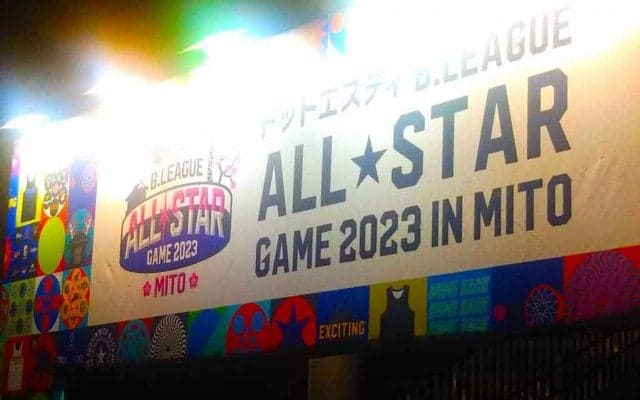 B.LEAGUE
ALL★STAR
GAME 2023
MITO
ドットエスティ B.LEAGUE
ALL★STAR
GAME 2023 IN MITO
EXCITING